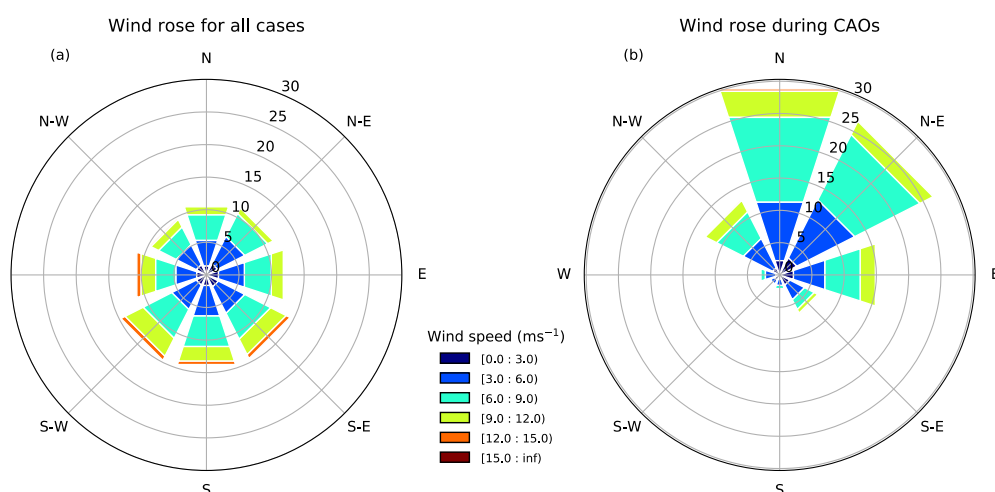 Wind rose for all cases
Wind rose during CAOs
(a)
N
30
N-W
25
N-E
20
15
10
5
0
E
S-W
S-E
S
(b)
N
30
N-W
25
N-E
20
15
10
5
0
W
E
S-W
S-E
S
Wind speed (ms⁻¹)
[0.0 : 3.0)
[3.0 : 6.0)
[6.0 : 9.0)
[9.0 : 12.0)
[12.0 : 15.0)
[15.0 : inf)